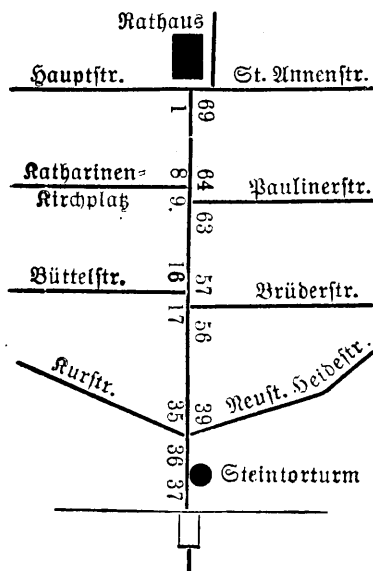 Rathaus
Hauptstr. St. Annenstr.
1 69
Katharinen= 8 64
Kirchplatz 9. Paulinerstr.
63
Büttelstr. 16 57 Brüderstr.
17 56
Kurstr. Neust. Heidestr.
35 39
36
37 Steintorturm